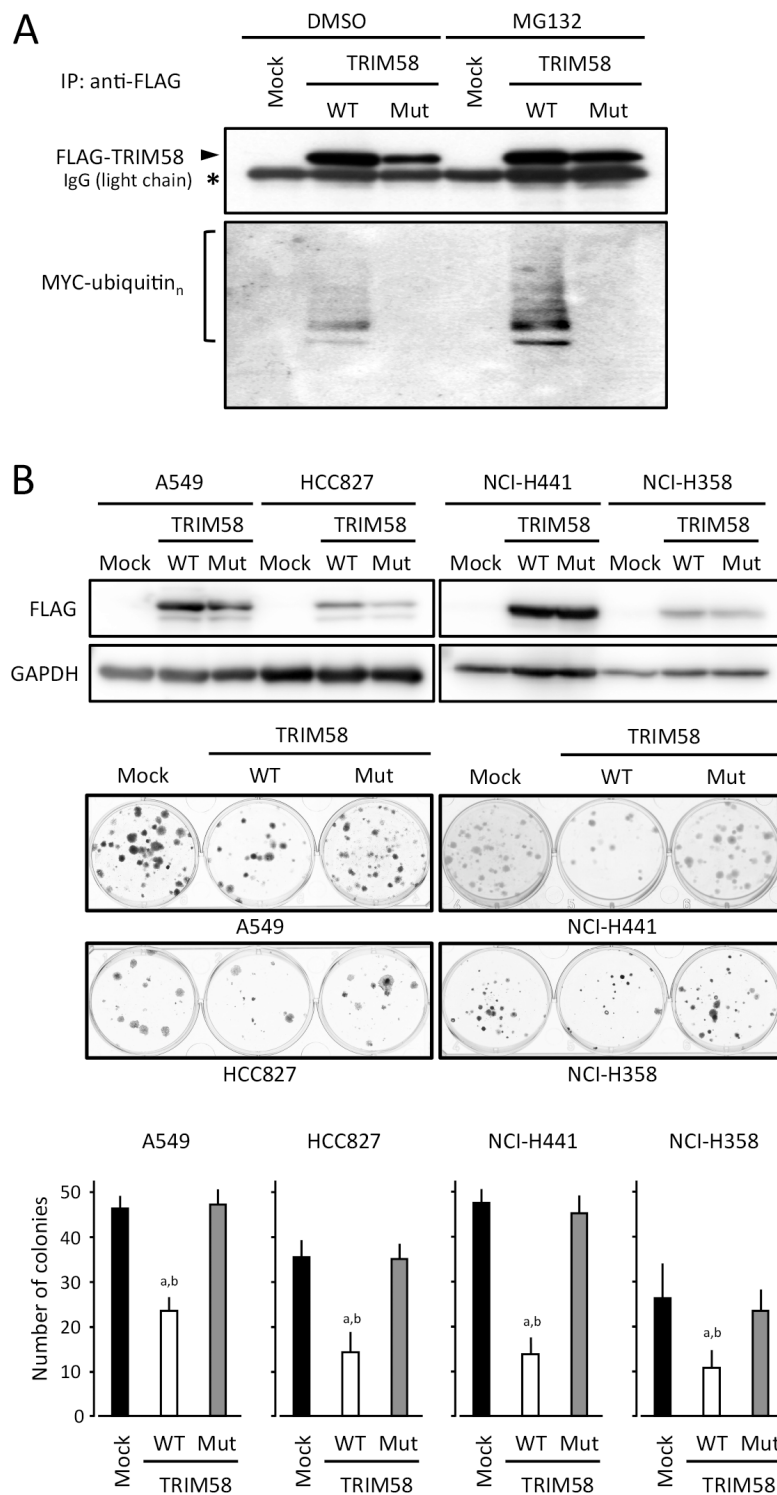 A
DMSO MG132
IP: anti-FLAG
Mock TRIM58 Mock TRIM58
WT Mut WT Mut
FLAG-TRIM58
IgG (light chain) *
MYC-ubiquitinn
B
A549 HCC827 NCI-H441 NCI-H358
TRIM58 TRIM58 TRIM58 TRIM58
Mock WT Mut Mock WT Mut Mock WT Mut Mock WT Mut
FLAG
GAPDH
TRIM58 TRIM58
Mock WT Mut Mock WT Mut
A549 NCI-H441
HCC827 NCI-H358
A549 HCC827 NCI-H441 NCI-H358
Number of colonies
50
40
30
20
10
0
a,b a,b a,b a,b
Mock WT Mut Mock WT Mut Mock WT Mut Mock WT Mut
TRIM58 TRIM58 TRIM58 TRIM58